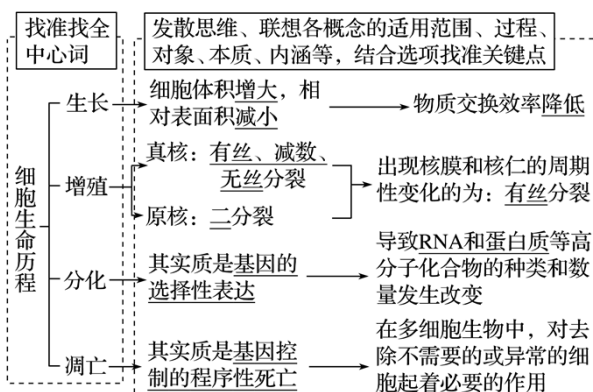 找准找全
中心词
发散思维、联想各概念的适用范围、过程、
对象、本质、内涵等，结合选项找准关键点
细胞生命历程
生长
细胞体积增大，相
对表面积减小
物质交换效率降低
增殖
真核：有丝、减数、
无丝分裂
原核：二分裂
出现核膜和核仁的周期
性变化的为：有丝分裂
分化
其实质是基因的
选择性表达
导致RNA和蛋白质等高
分子化合物的种类和数
量发生改变
凋亡
其实质是基因控
制的程序性死亡
在多细胞生物中，对去
除不需要的或异常的细
胞起着必要的作用